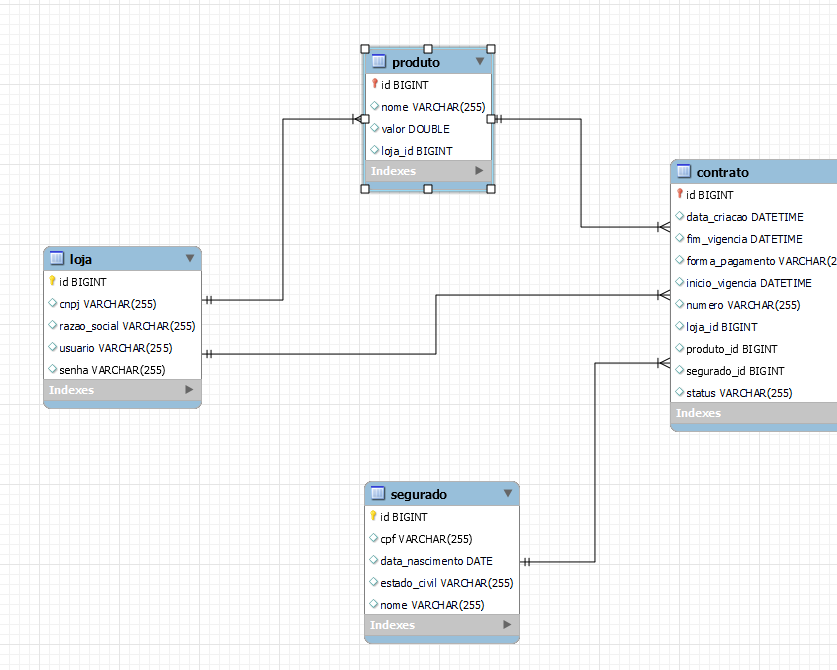 produto
id BIGINT
nome VARCHAR(255)
valor DOUBLE
loja_id BIGINT
Indexes
contrato
id BIGINT
data_criacao DATETIME
fim_vigencia DATETIME
forma_pagamento VARCHAR(2
inicio_vigencia DATETIME
numero VARCHAR(255)
loja_id BIGINT
produto_id BIGINT
segurado_id BIGINT
status VARCHAR(255)
Indexes
loja
id BIGINT
cnpj VARCHAR(255)
razao_social VARCHAR(255)
usuario VARCHAR(255)
senha VARCHAR(255)
Indexes
segurado
id BIGINT
cpf VARCHAR(255)
data_nascimento DATE
estado_civil VARCHAR(255)
nome VARCHAR(255)
Indexes